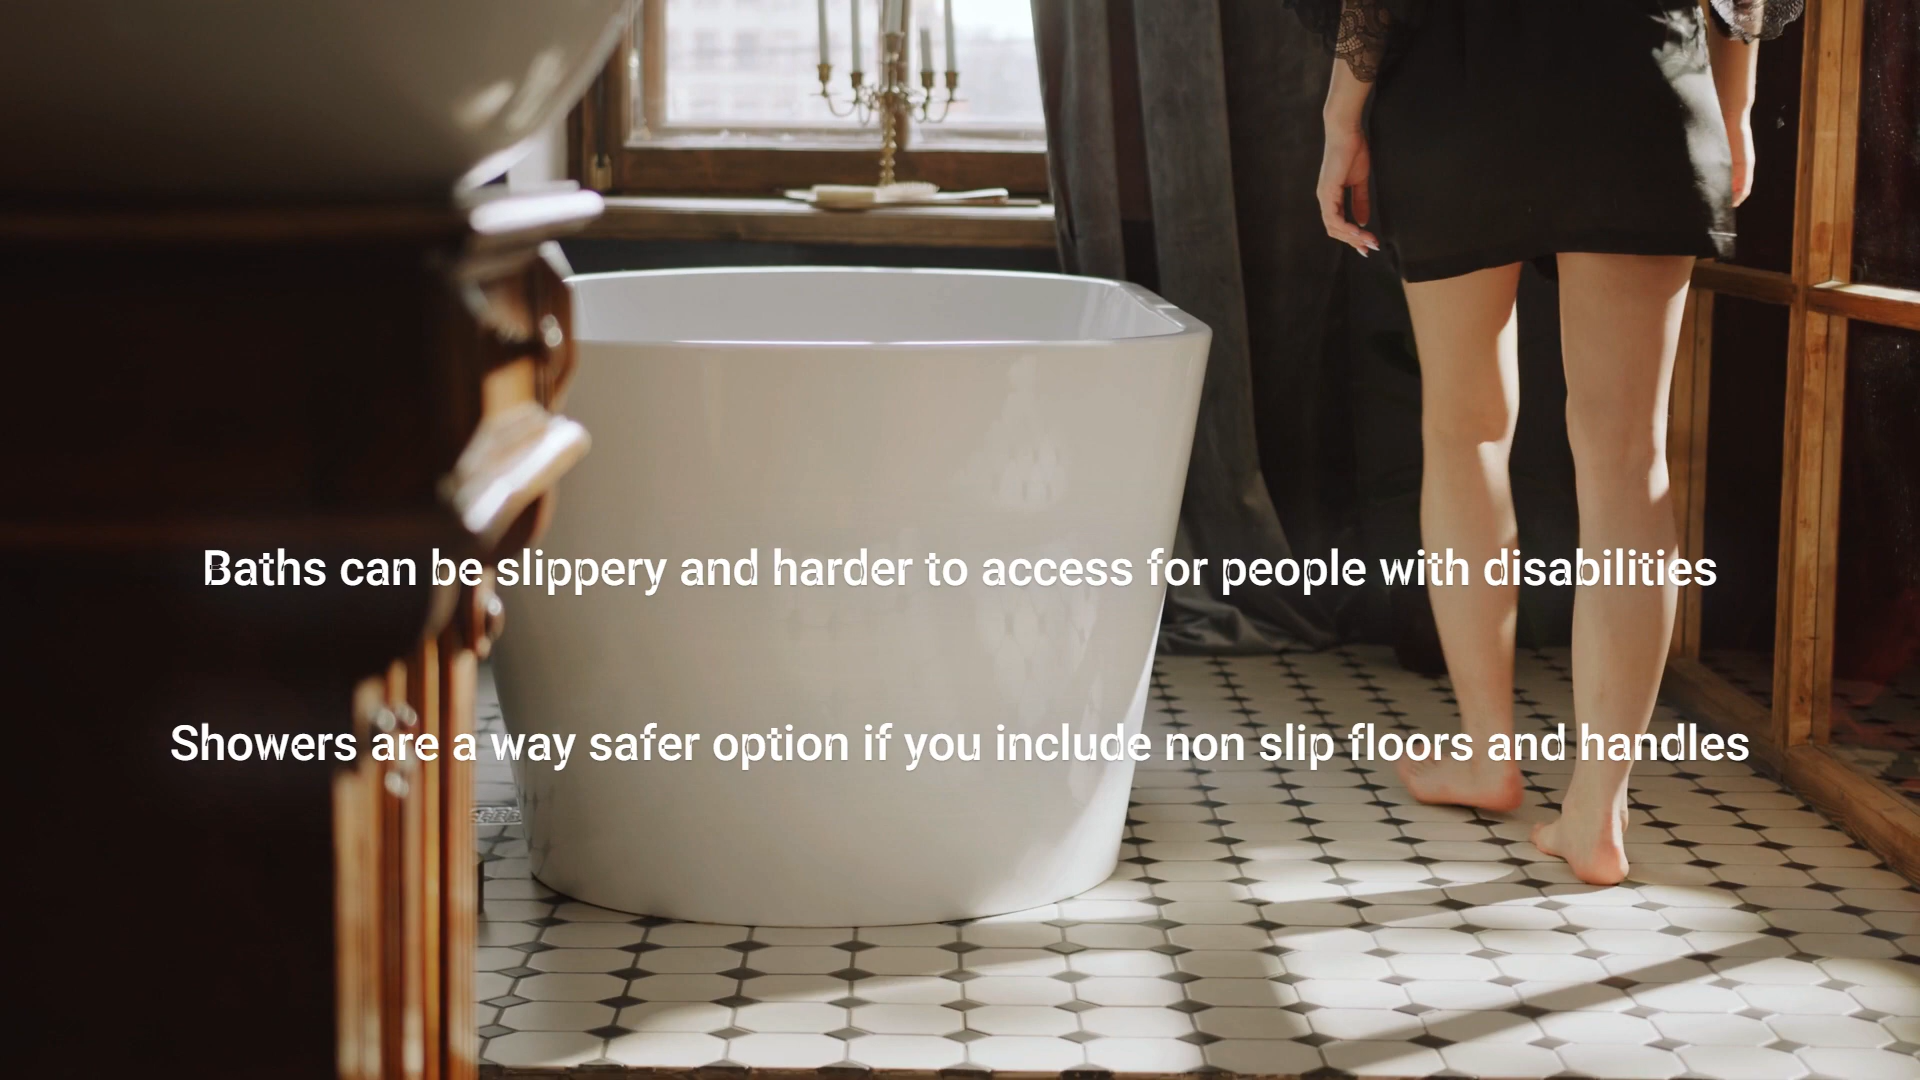 Baths can be slippery and harder to access for people with disabilities
Showers are a way safer option if you include non slip floors and handles